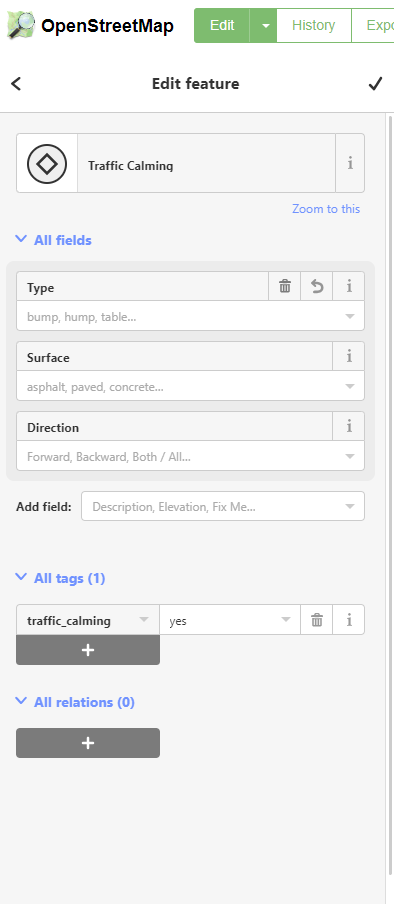 OpenStreetMap
Edit
History
Expo
Edit feature
Traffic Calming
Zoom to this
All fields
Type
bump, hump, table...
Surface
asphalt, paved, concrete...
Direction
Forward, Backward, Both / All...
Add field:
Description, Elevation, Fix Me...
All tags (1)
traffic_calming
yes
+
All relations (0)
+